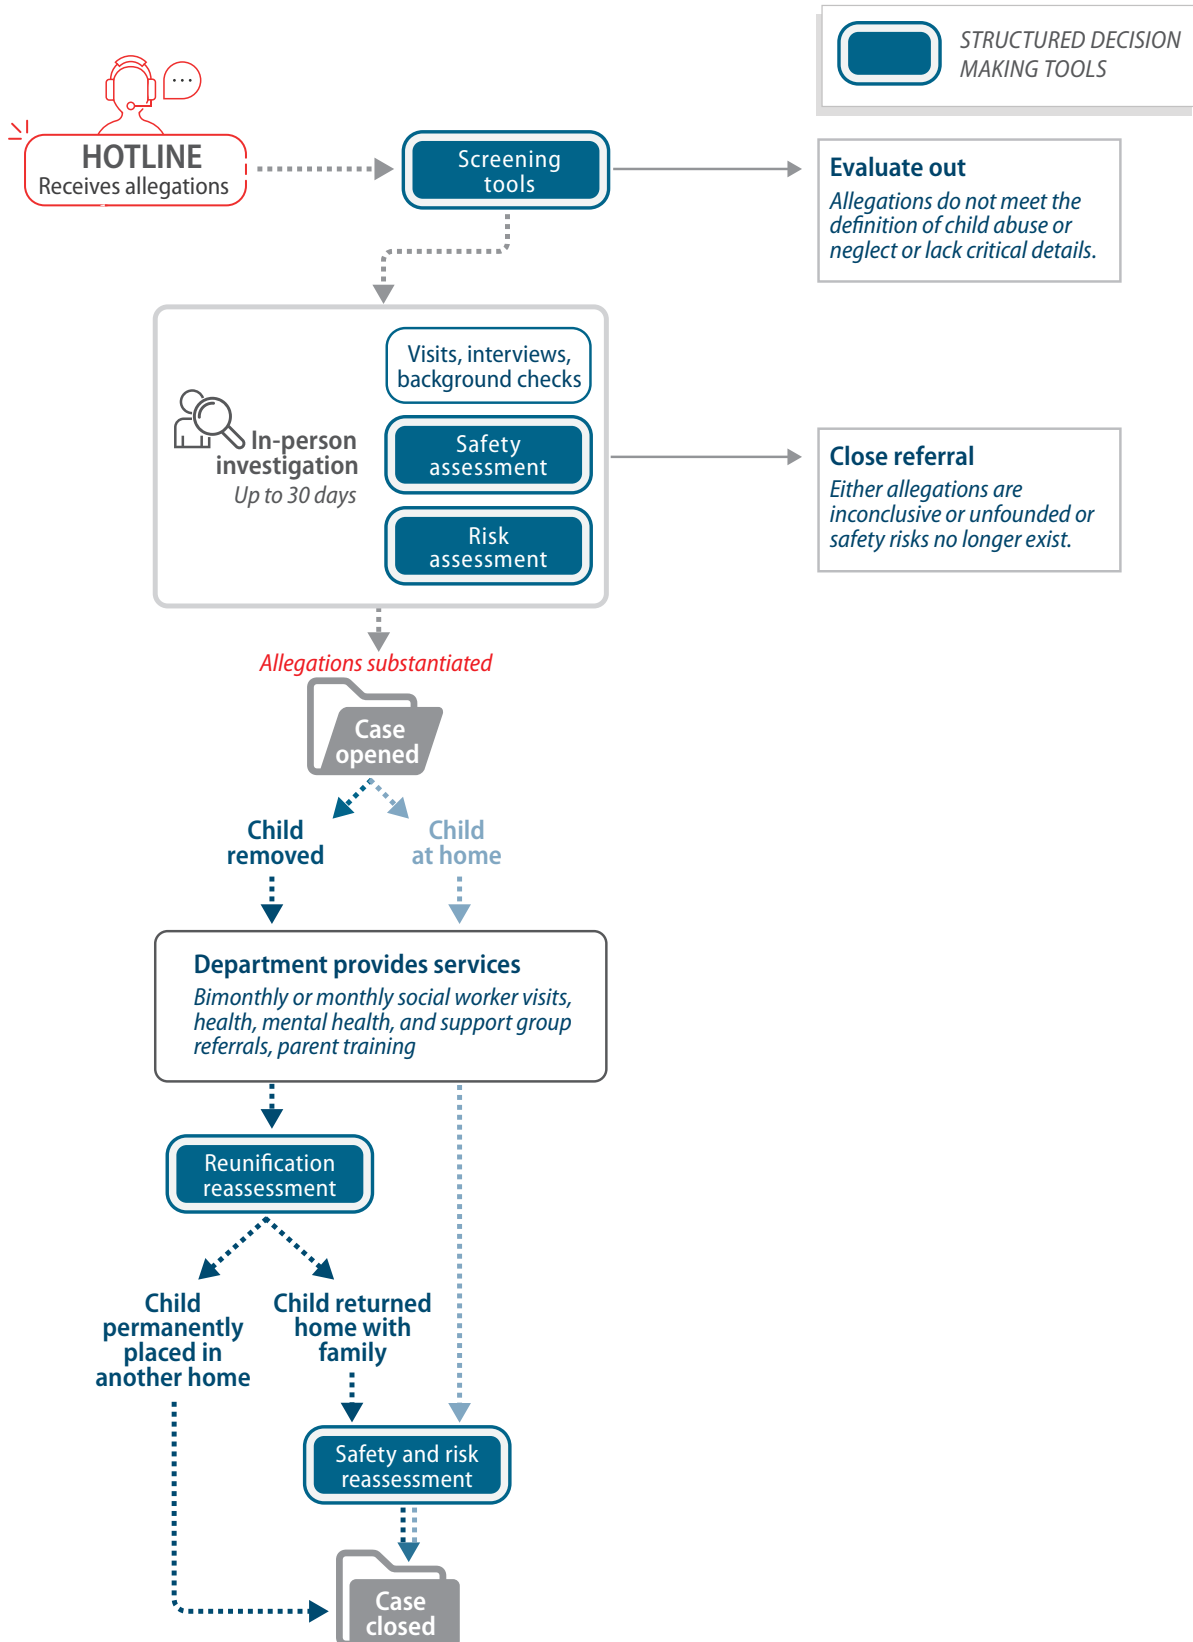 STRUCTURED DECISION
MAKING TOOLS
HOTLINE
Receives allegations
Screening
tools
Evaluate out
Allegations do not meet the
definition of child abuse or
neglect or lack critical details.
Visits, interviews,
background checks
In-person
investigation
Up to 30 days
Safety
assessment
Risk
assessment
Close referral
Either allegations are
inconclusive or unfounded or
safety risks no longer exist.
Allegations substantiated
Case
opened
Child
removed
Child
at home
Department provides services
Bimonthly or monthly social worker visits,
health, mental health, and support group
referrals, parent training
Reunification
reassessment
Child
permanently
placed in
another home
Child returned
home with
family
Safety and risk
reassessment
Case
closed